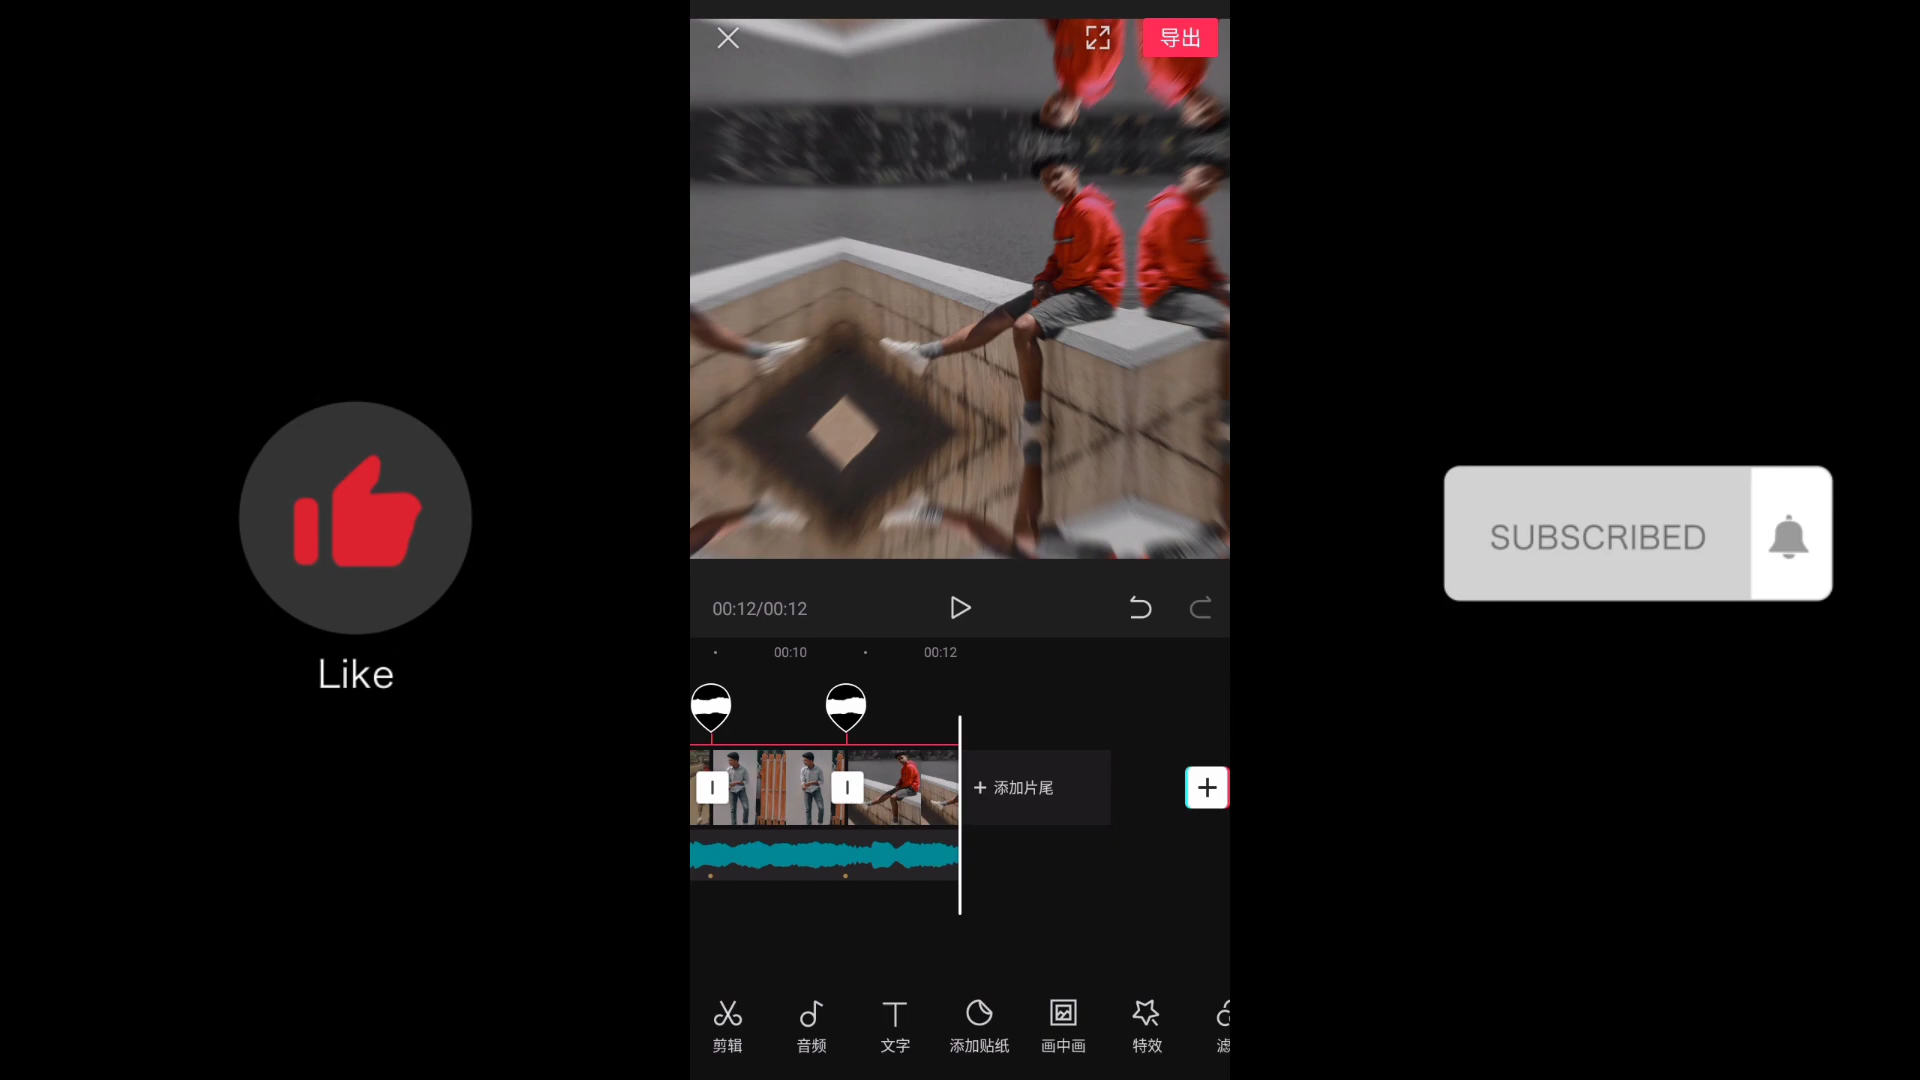 导出
00:12/00:12
00:10
00:12
+ 添加片尾
Like
SUBSCRIBED
剪辑
音频
文字
添加贴纸
画中画
特效
滤